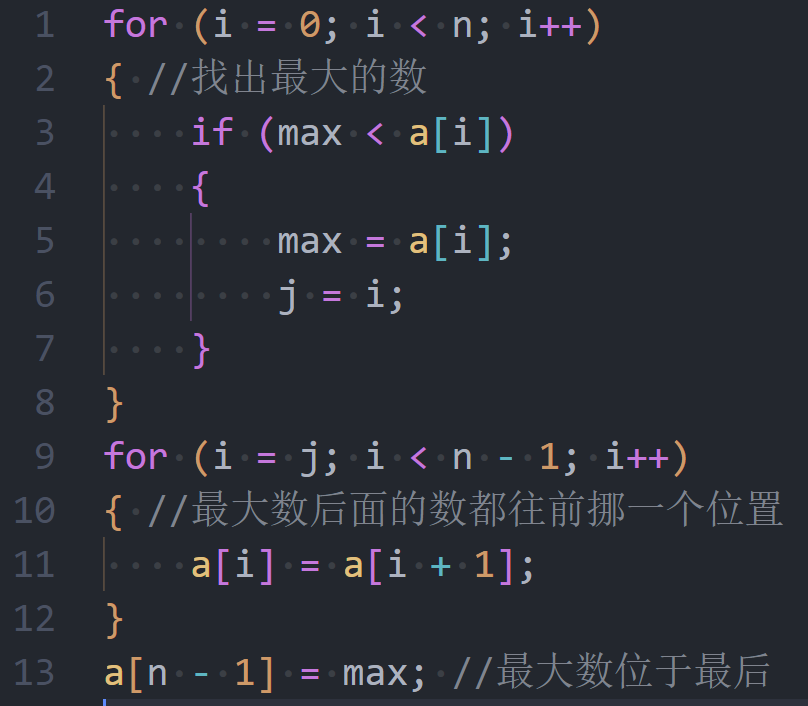 1 for (i = 0; i < n; i++)
2 { //找出最大的数
3     if (max < a[i])
4     {
5         max = a[i];
6         j = i;
7     }
8 }
9 for (i = j; i < n - 1; i++)
10 { //最大数后面的数都往前挪一个位置
11     a[i] = a[i + 1];
12 }
13 a[n - 1] = max; //最大数位于最后